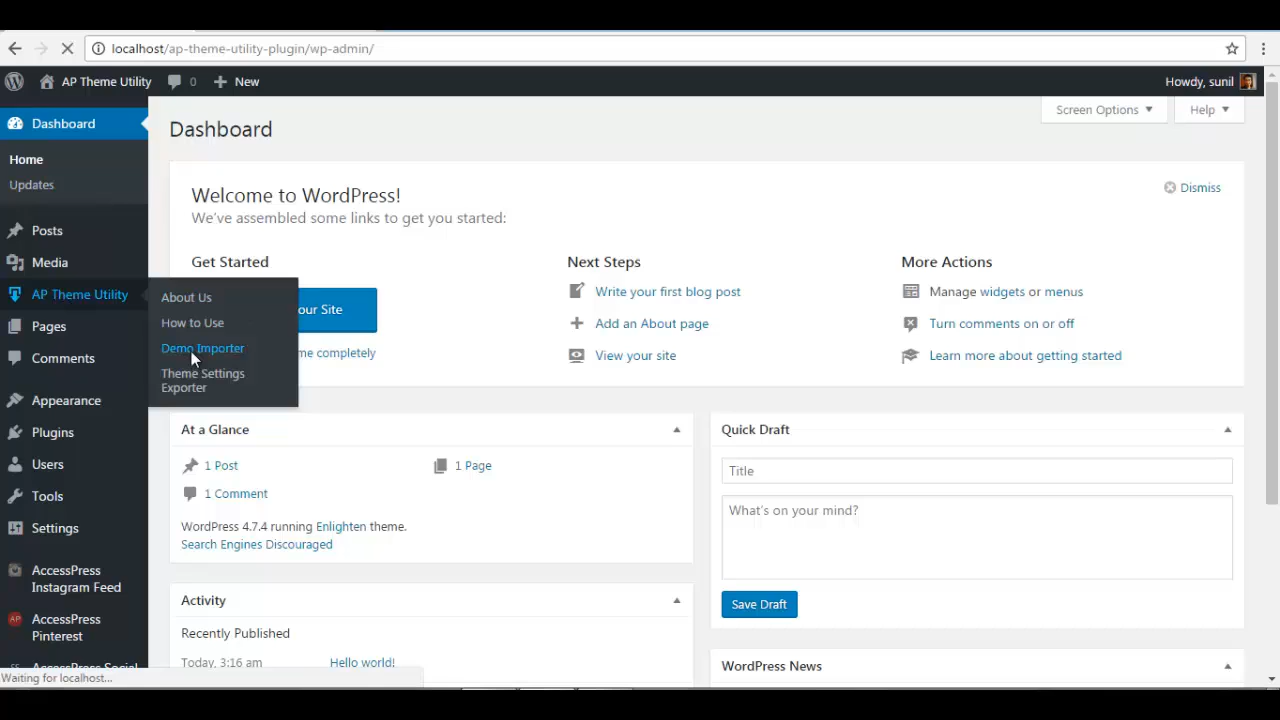 localhost/ap-theme-utility-plugin/wp-admin/
AP Theme Utility
0
New
Howdy, sunil
Dashboard
Home
Updates
Posts
Media
AP Theme Utility
Pages
Comments
Appearance
Plugins
Users
Tools
Settings
AccessPress
Instagram Feed
AccessPress
Pinterest
AccessPress Social
About Us
How to Use
Demo Importer
Theme Settings
Exporter
Screen Options
Help
Dashboard
Welcome to WordPress!
We've assembled some links to get you started:
Dismiss
Get Started
our Site
me completely
Next Steps
Write your first blog post
Add an About page
View your site
More Actions
Manage widgets or menus
Turn comments on or off
Learn more about getting started
At a Glance
1 Post
1 Page
1 Comment
WordPress 4.7.4 running Enlighten theme.
Search Engines Discouraged
Activity
Recently Published
Today, 3:16 am
Hello world!
Quick Draft
Title
What's on your mind?
Save Draft
WordPress News
Waiting for localhost...